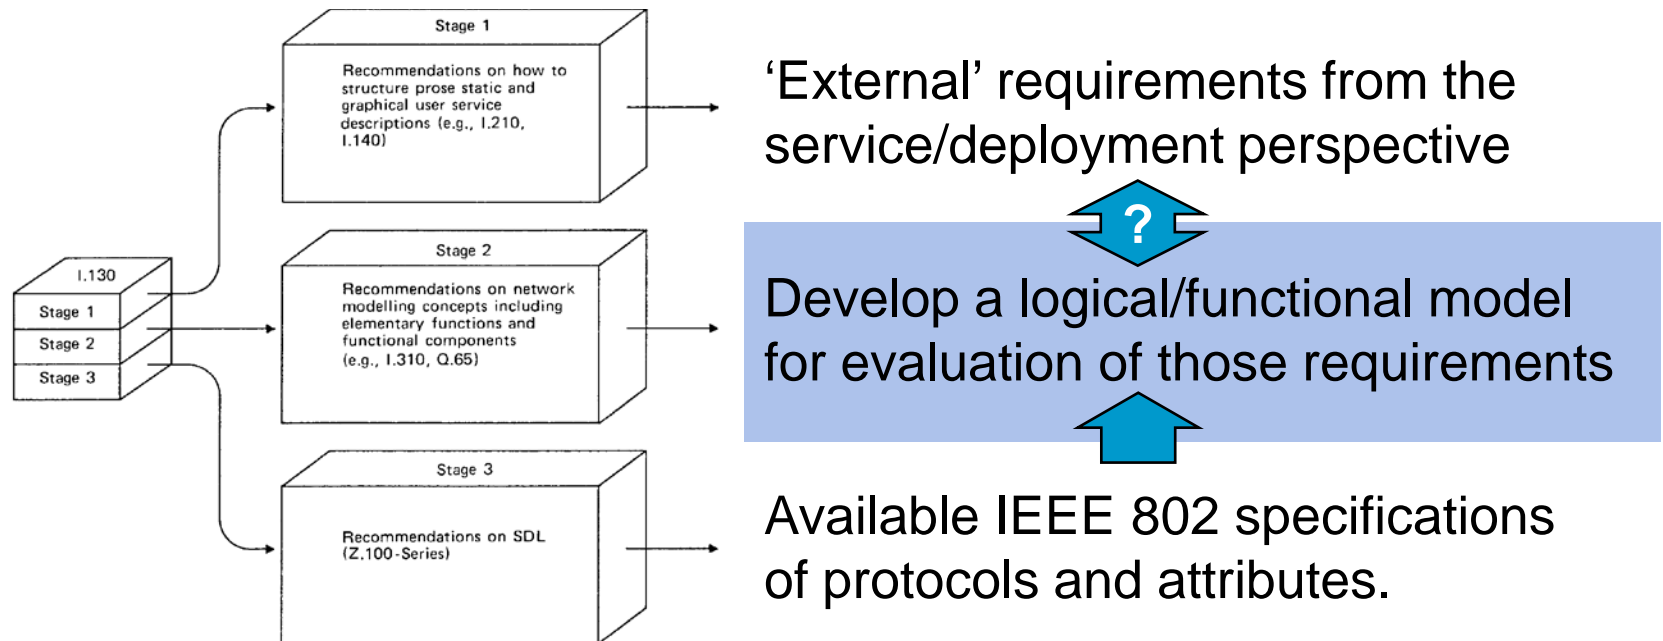 I.130
Stage 1
Stage 2
Stage 3
Stage 1
Recommendations on how to
structure prose static and
graphical user service
descriptions (e.g., I.210,
I.140)
‘External’ requirements from the
service/deployment perspective
?
Stage 2
Recommendations on network
modelling concepts including
elementary functions and
functional components
(e.g., I.310, Q.65)
Develop a logical/functional model
for evaluation of those requirements
Stage 3
Recommendations on SDL
(Z.100-Series)
Available IEEE 802 specifications
of protocols and attributes.